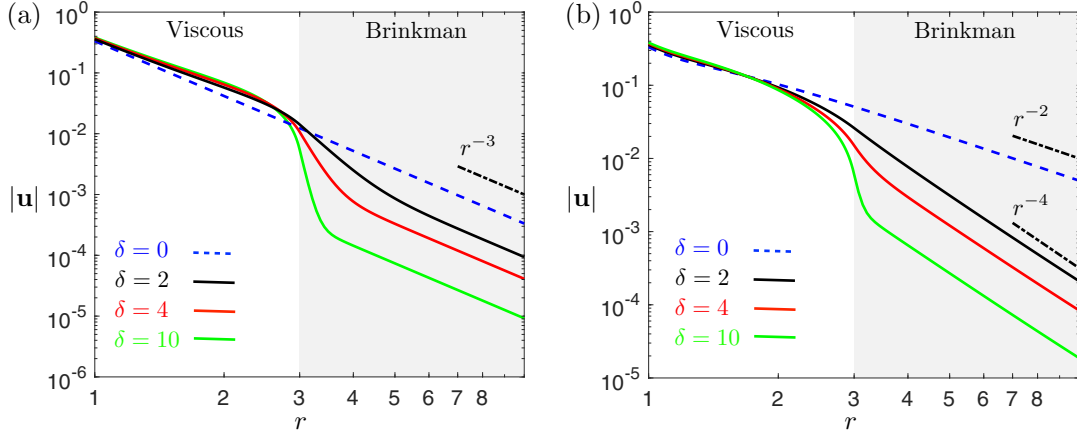 (a)
Viscous
Brinkman
10^0
10^-1
10^-2
10^-3
10^-4
10^-5
10^-6
|u|
r^-3
δ = 0
δ = 2
δ = 4
δ = 10
1 2 3 4 5 6 7 8
r
(b)
Viscous
Brinkman
10^0
10^-1
10^-2
10^-3
10^-4
10^-5
|u|
r^-2
r^-4
δ = 0
δ = 2
δ = 4
δ = 10
1 2 3 4 5 6 7 8
r